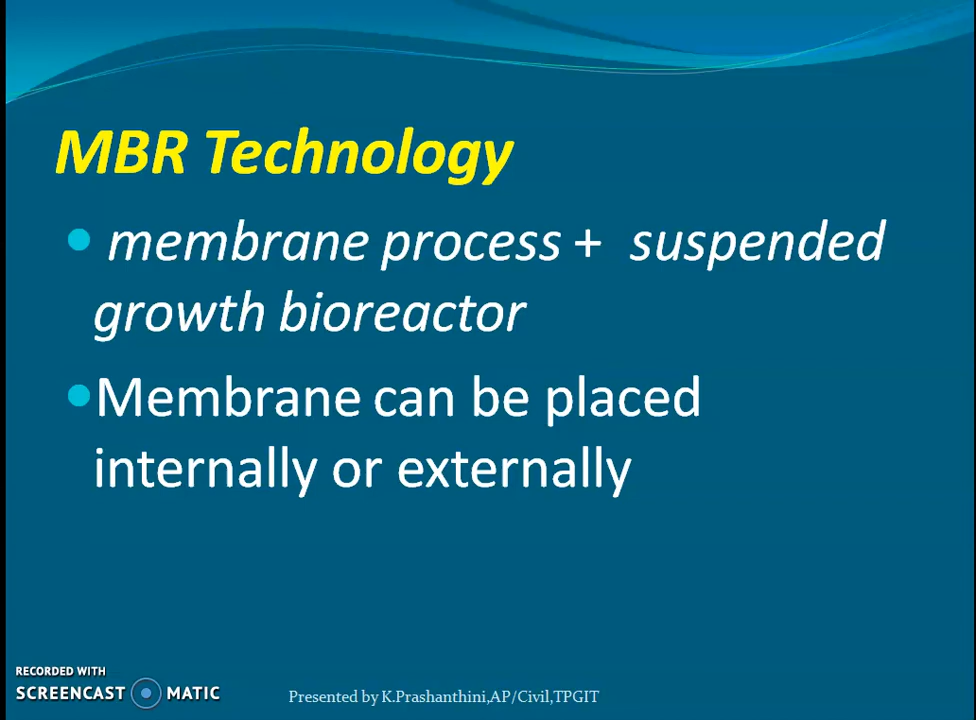 MBR Technology
• membrane process + suspended
growth bioreactor
•Membrane can be placed
internally or externally
RECORDED WITH
SCREENCAST MATIC
Presented by K.Prashanthini,AP/Civil,TPGIT